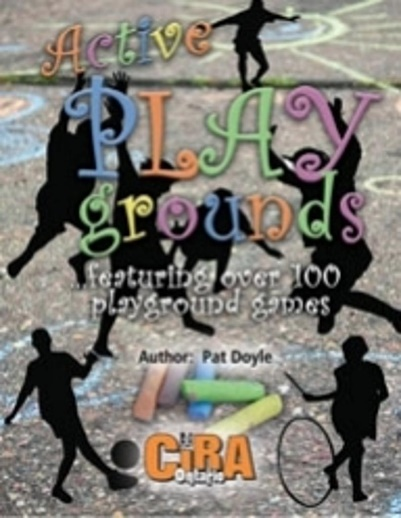 Active
PLAY
grounds
...featuring over 100
playground games
Author: Pat Doyle
CIRA
Ontario